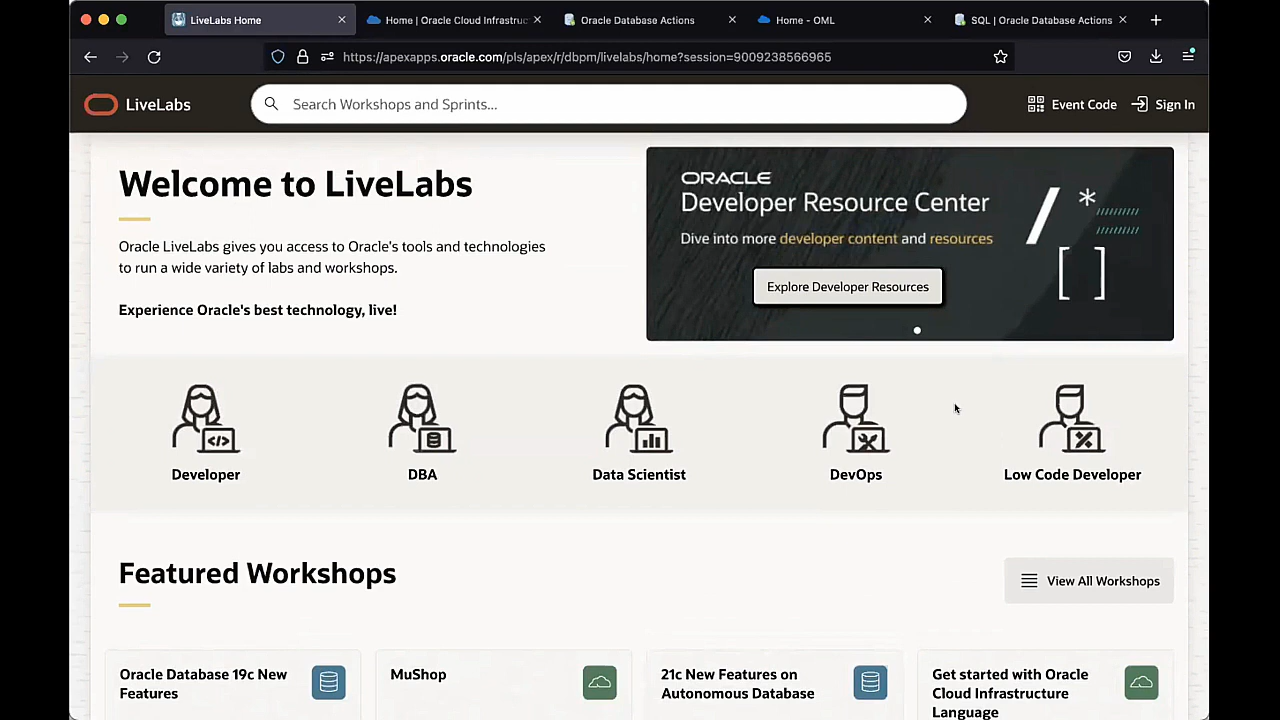 LiveLabs Home
Home | Oracle Cloud Infrastruc
Oracle Database Actions
Home - OML
SQL | Oracle Database Actions
https://apexapps.oracle.com/pls/apex/r/dbpm/livelabs/home?session=9009238566965
LiveLabs
Search Workshops and Sprints...
Event Code
Sign In
Welcome to LiveLabs
Oracle LiveLabs gives you access to Oracle's tools and technologies
to run a wide variety of labs and workshops.
Experience Oracle's best technology, live!
ORACLE
Developer Resource Center
Dive into more developer content and resources
Explore Developer Resources
Developer
DBA
Data Scientist
DevOps
Low Code Developer
Featured Workshops
View All Workshops
Oracle Database 19c New
Features
MuShop
21c New Features on
Autonomous Database
Get started with Oracle
Cloud Infrastructure
Language